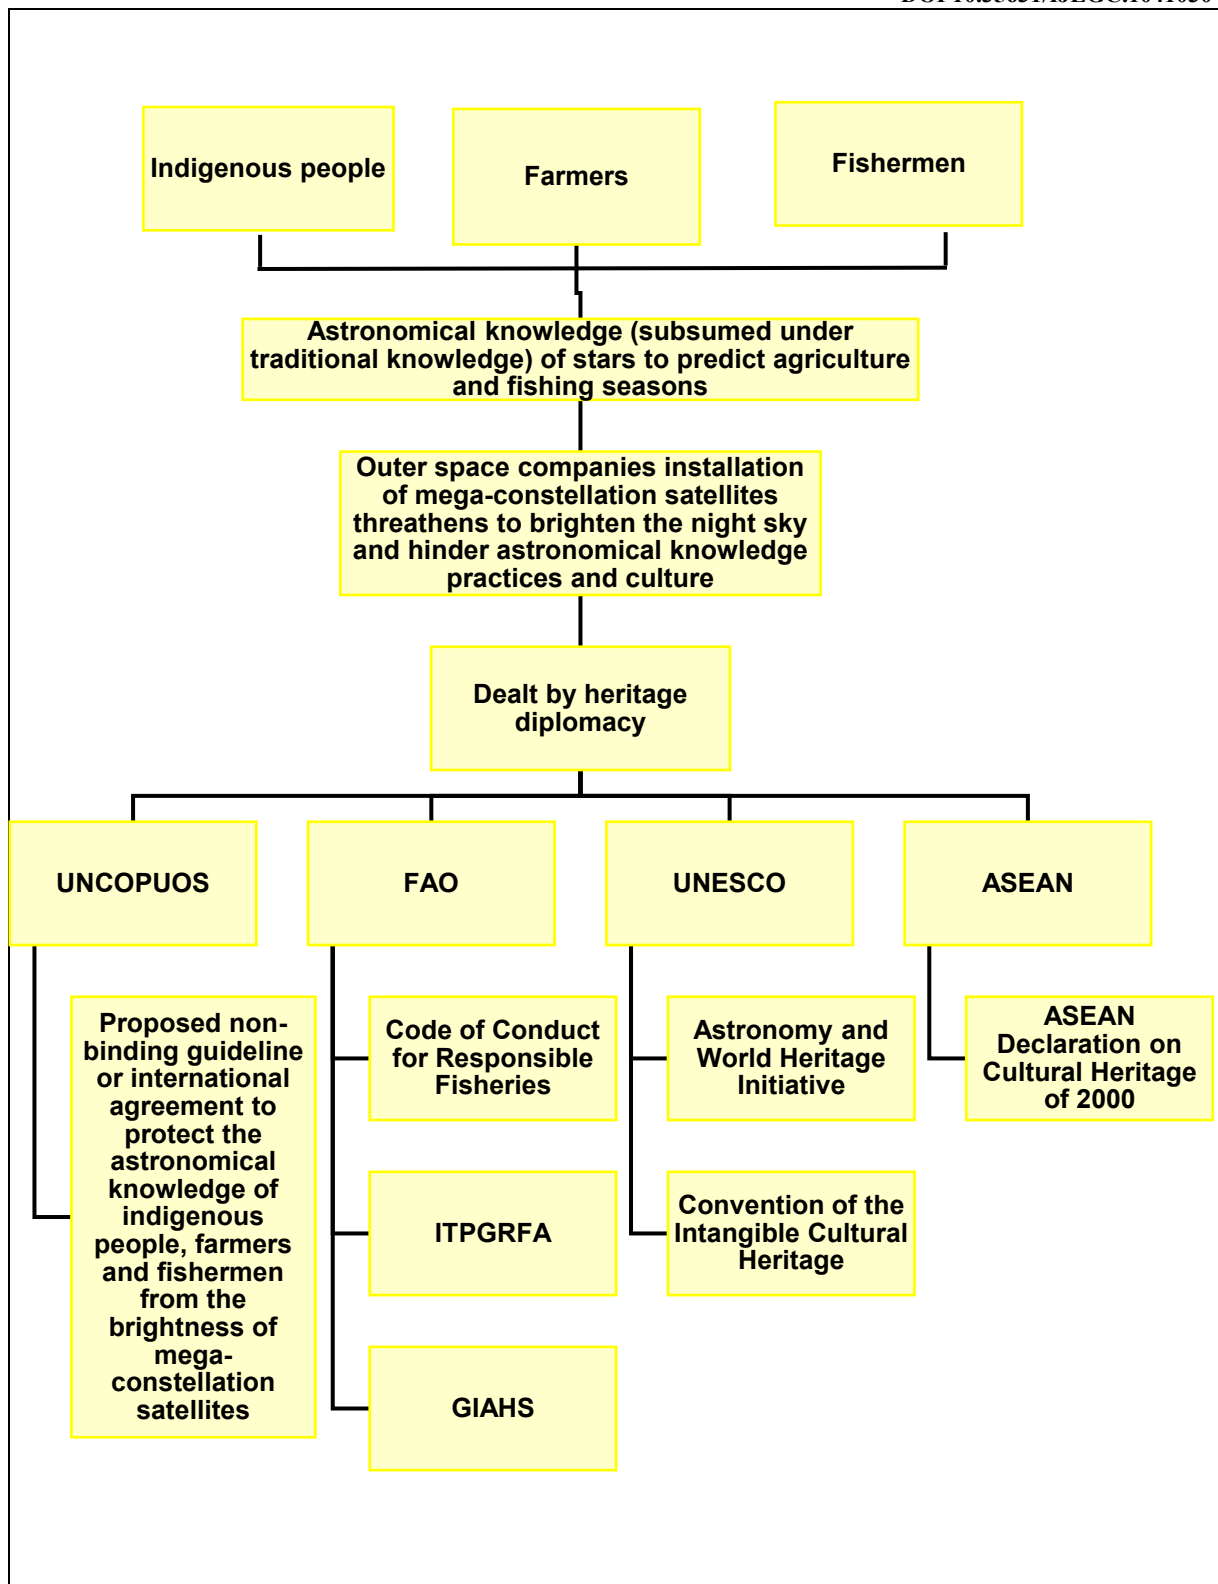 Indigenous people
Farmers
Fishermen
Astronomical knowledge (subsumed under
traditional knowledge) of stars to predict agriculture
and fishing seasons
Outer space companies installation
of mega-constellation satellites
threathens to brighten the night sky
and hinder astronomical knowledge
practices and culture
Dealt by heritage
diplomacy
UNCOPUOS
FAO
UNESCO
ASEAN
Proposed non-
binding guideline
or international
agreement to
protect the
astronomical
knowledge of
indigenous
people, farmers
and fishermen
from the
brightness of
mega-
constellation
satellites
Code of Conduct
for Responsible
Fisheries
ITPGRFA
GIAHS
Astronomy and
World Heritage
Initiative
Convention of the
Intangible Cultural
Heritage
ASEAN
Declaration on
Cultural Heritage
of 2000